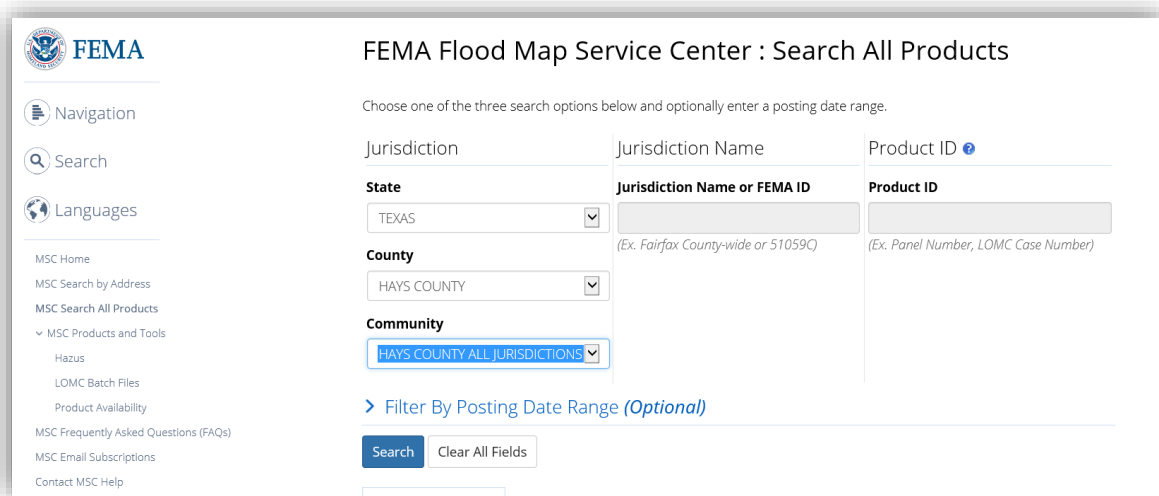 FEMA
Navigation
Search
Languages
MSC Home
MSC Search by Address
MSC Search All Products
MSC Products and Tools
Hazus
LOMC Batch Files
Product Availability
MSC Frequently Asked Questions (FAQs)
MSC Email Subscriptions
Contact MSC Help
FEMA Flood Map Service Center : Search All Products
Choose one of the three search options below and optionally enter a posting date range.
Jurisdiction
State
TEXAS
County
HAYS COUNTY
Community
HAYS COUNTY ALL JURISDICTIONS
Jurisdiction Name
Jurisdiction Name or FEMA ID
(Ex. Fairfax County-wide or 51059C)
Product ID ?
Product ID
(Ex. Panel Number, LOMC Case Number)
Filter By Posting Date Range (Optional)
Search
Clear All Fields